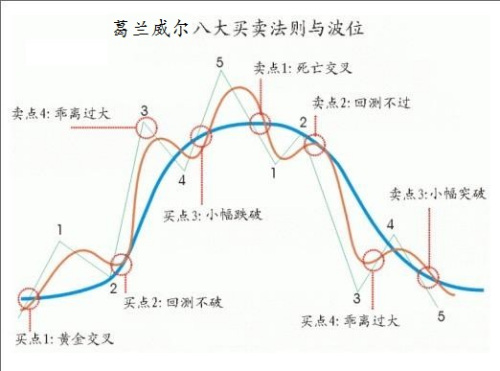 葛兰威尔八大买卖法则与波位
5
卖点1:死亡交叉
卖点4:乖离过大
3
卖点2:回测不过
2
4
1
卖点3:小幅突破
买点3:小幅跌破
1
4
2
买点2:回测不破
3
5
买点4:乖离过大
买点1:黄金交叉